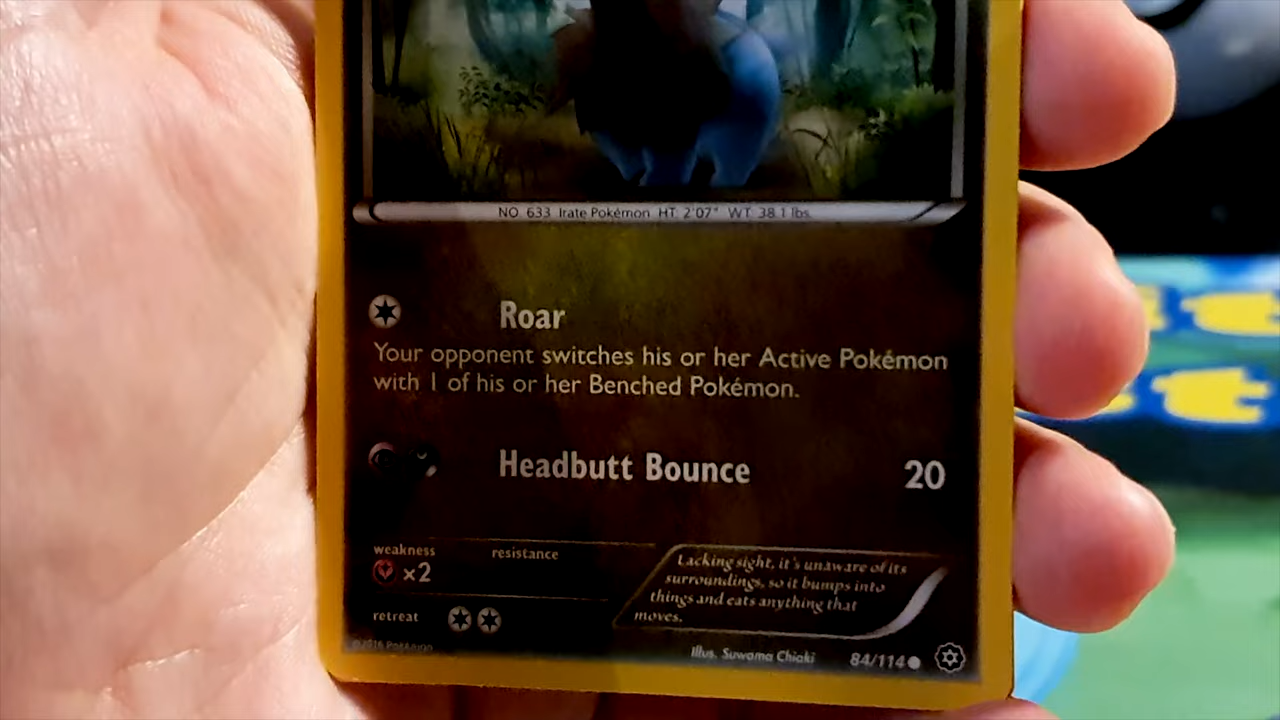 NO. 633 Irate Pokémon HT: 2'07" WT: 38.1 lbs.
Roar
Your opponent switches his or her Active Pokémon
with 1 of his or her Benched Pokémon.
Headbutt Bounce 20
weakness resistance
×2
Lacking sight, it's unaware of its
surroundings, so it bumps into
things and eats anything that
moves.
retreat
©2016 Pokémon
Illus. Suwama Chiaki 84/114